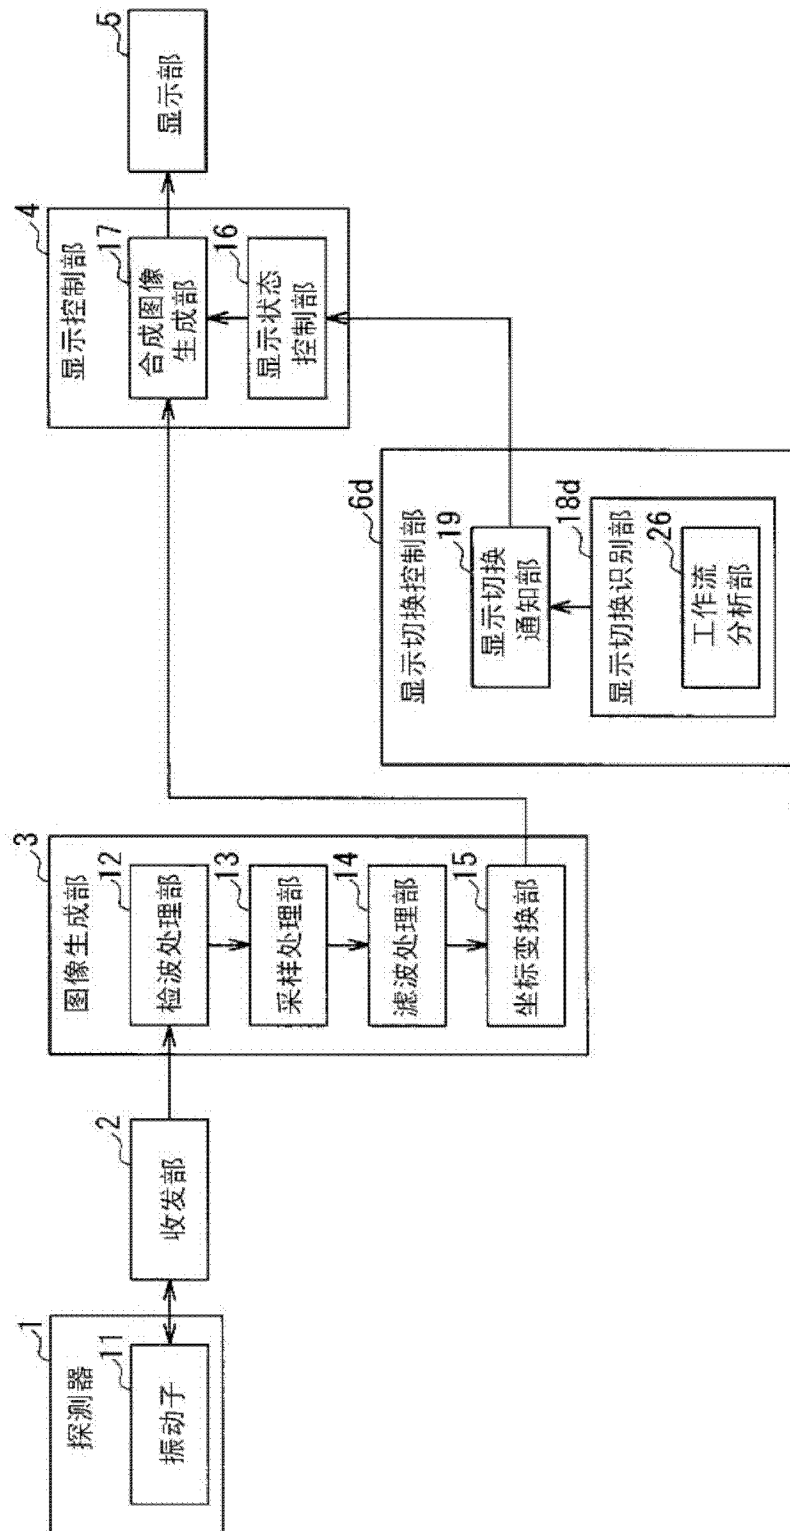 探测器
1
振动子
11
收发部
2
图像生成部
3
检波处理部
12
采样处理部
13
滤波处理部
14
坐标变换部
15
显示控制部
4
合成图像
生成部
17
显示状态
控制部
16
显示部
5
显示切换控制部
6d
显示切换
通知部
19
显示切换识别部
18d
工作流
分析部
26